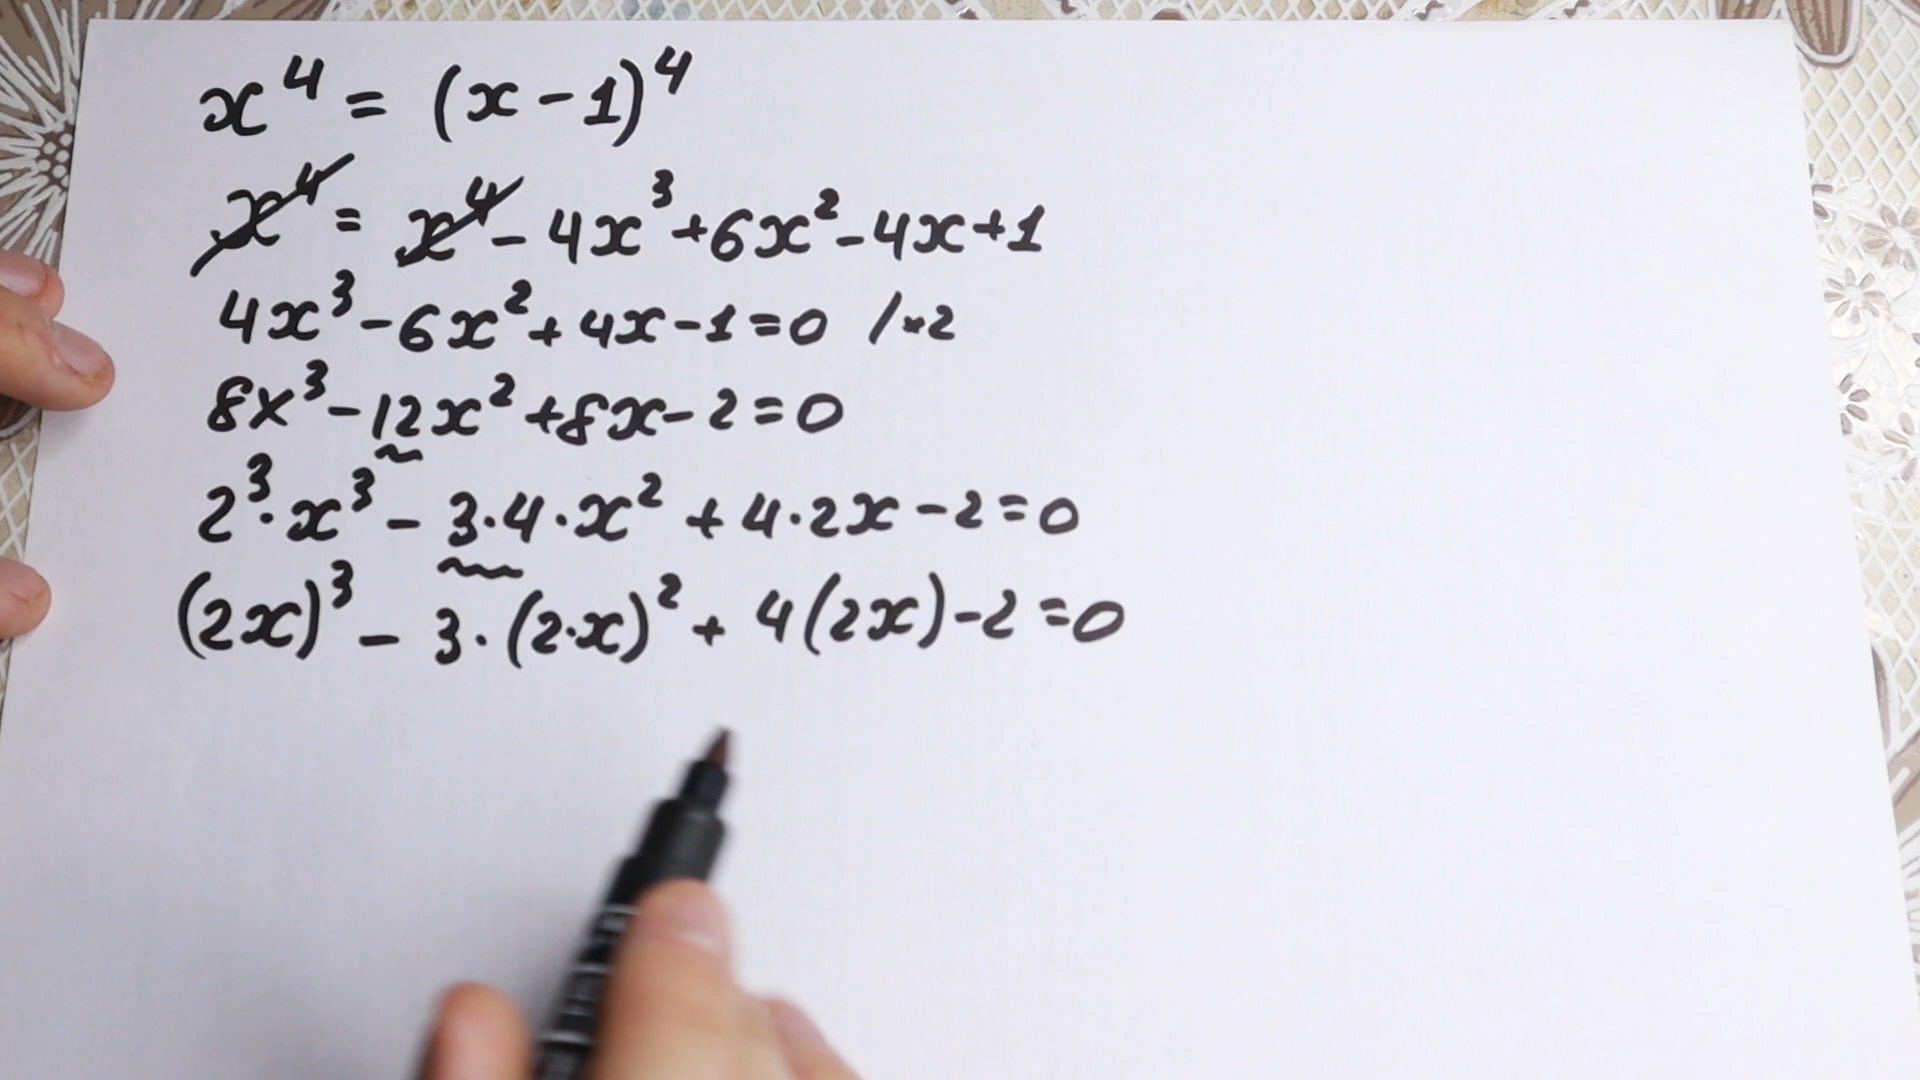 x⁴ = (x - 1)⁴
x⁴ = x⁴ - 4x³ + 6x² - 4x + 1
4x³ - 6x² + 4x - 1 = 0 /*2
8x³ - 12x² + 8x - 2 = 0
2³·x³ - 3·4·x² + 4·2x - 2 = 0
(2x)³ - 3·(2·x)² + 4(2x) - 2 = 0